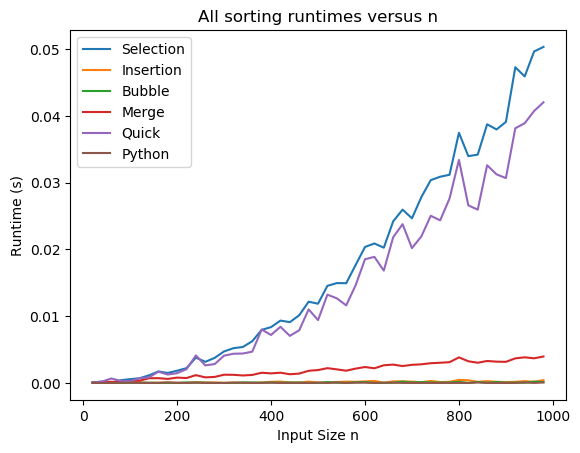 All sorting runtimes versus n
Selection
Insertion
Bubble
Merge
Quick
Python
0.05
0.04
0.03
0.02
0.01
0.00
Runtime (s)
0
200
400
600
800
1000
Input Size n